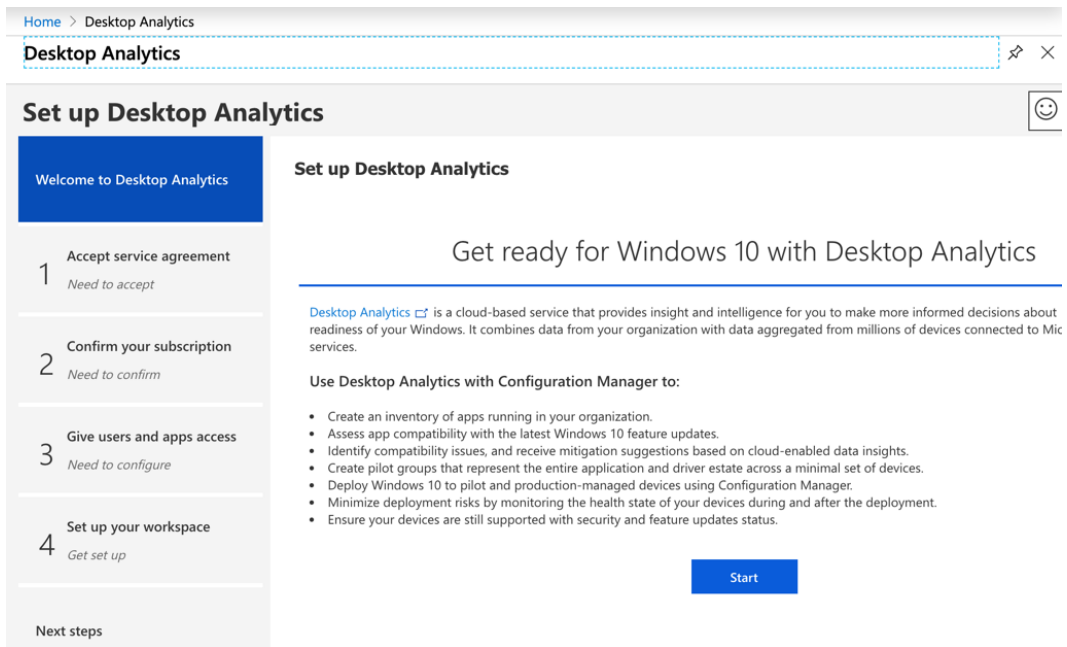 Home > Desktop Analytics
Desktop Analytics
Set up Desktop Analytics
Welcome to Desktop Analytics
1 Accept service agreement
Need to accept
2 Confirm your subscription
Need to confirm
3 Give users and apps access
Need to configure
4 Set up your workspace
Get set up
Next steps
Set up Desktop Analytics
Get ready for Windows 10 with Desktop Analytics
Desktop Analytics is a cloud-based service that provides insight and intelligence for you to make more informed decisions about
readiness of your Windows. It combines data from your organization with data aggregated from millions of devices connected to Mic
services.
Use Desktop Analytics with Configuration Manager to:
• Create an inventory of apps running in your organization.
• Assess app compatibility with the latest Windows 10 feature updates.
• Identify compatibility issues, and receive mitigation suggestions based on cloud-enabled data insights.
• Create pilot groups that represent the entire application and driver estate across a minimal set of devices.
• Deploy Windows 10 to pilot and production-managed devices using Configuration Manager.
• Minimize deployment risks by monitoring the health state of your devices during and after the deployment.
• Ensure your devices are still supported with security and feature updates status.
Start